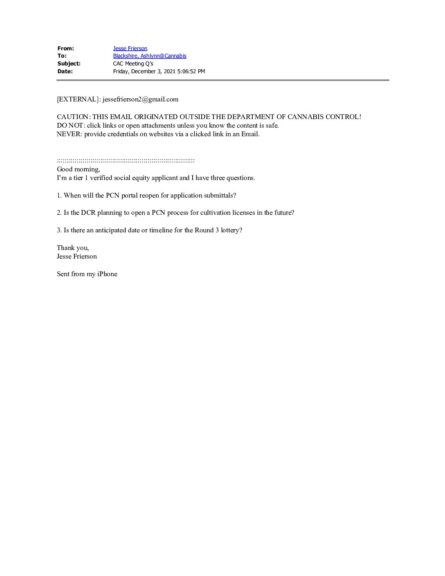 From: Jesse Frierson
To: Blackshire, Ashlynn@Cannabis
Subject: CAC Meeting Q's
Date: Friday, December 3, 2021 5:06:52 PM
[EXTERNAL]: jessefrierson2@gmail.com
CAUTION: THIS EMAIL ORIGINATED OUTSIDE THE DEPARTMENT OF CANNABIS CONTROL!
DO NOT: click links or open attachments unless you know the content is safe.
NEVER: provide credentials on websites via a clicked link in an Email.
::::::::::::::::::::::::::::::::::::::::::::::::::::::::::::::::::::::
Good morning,
I'm a tier 1 verified social equity applicant and I have three questions.
1. When will the PCN portal reopen for application submittals?
2. Is the DCR planning to open a PCN process for cultivation licenses in the future?
3. Is there an anticipated date or timeline for the Round 3 lottery?
Thank you,
Jesse Frierson
Sent from my iPhone